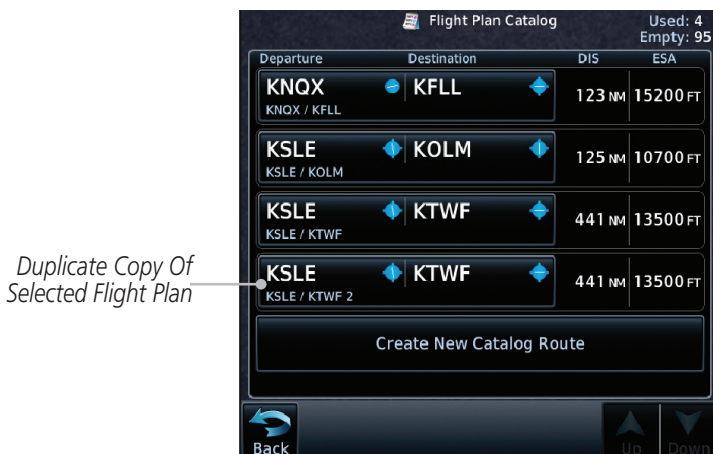 Flight Plan Catalog
Used: 4
Empty: 95
Departure Destination DIS ESA
KNQX KFLL 123 NM 15200 FT
KNQX / KFLL
KSLE KOLM 125 NM 10700 FT
KSLE / KOLM
KSLE KTWF 441 NM 13500 FT
KSLE / KTWF
Duplicate Copy Of
Selected Flight Plan
KSLE KTWF 441 NM 13500 FT
KSLE / KTWF 2
Create New Catalog Route
Back Up Down